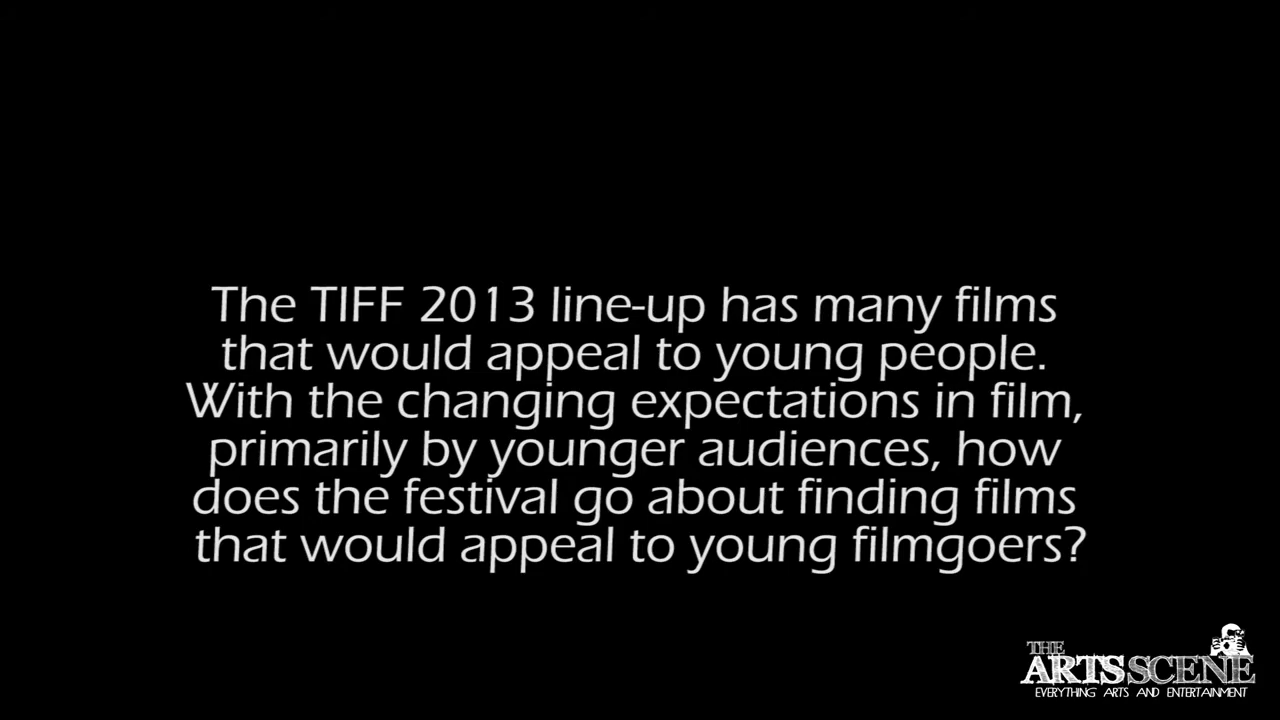 The TIFF 2013 line-up has many films
that would appeal to young people.
With the changing expectations in film,
primarily by younger audiences, how
does the festival go about finding films
that would appeal to young filmgoers?
THE
ARTSSCENE
EVERYTHING ARTS AND ENTERTAINMENT